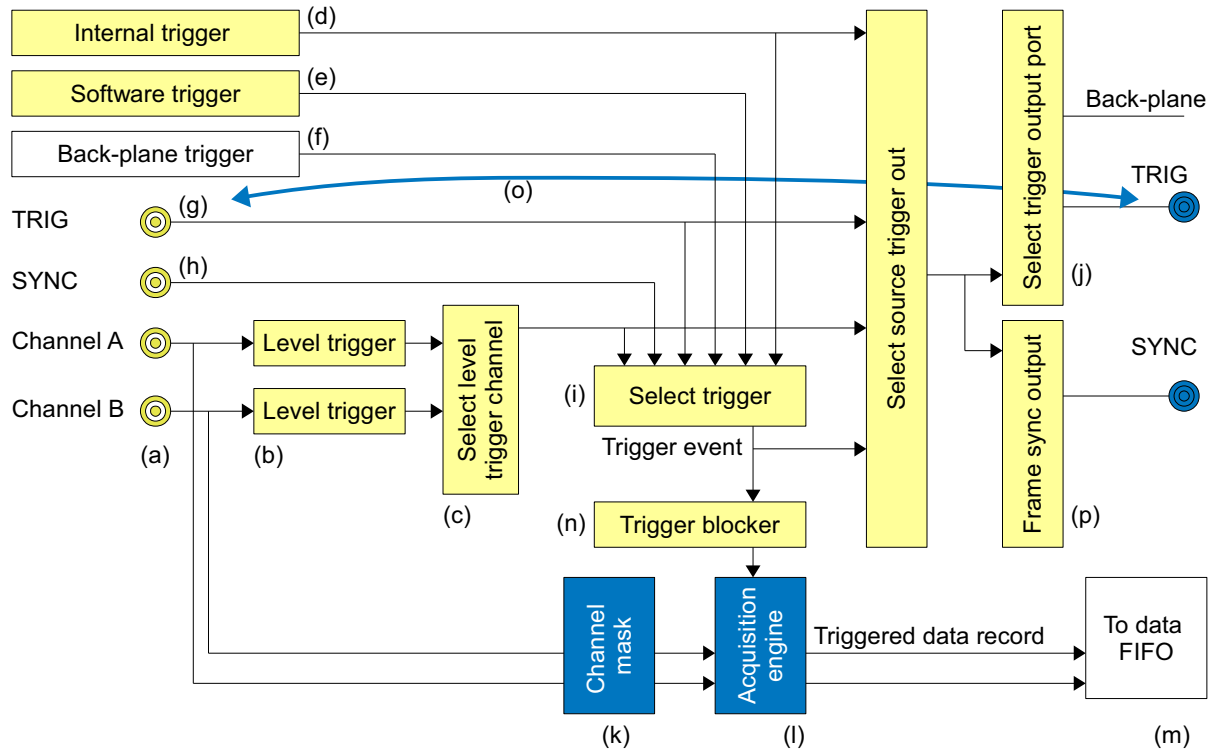 Internal trigger
(d)
Software trigger
(e)
Back-plane trigger
(f)
TRIG
(g)
(o)
SYNC
(h)
Channel A
Level trigger
Channel B
Level trigger
(a)
(b)
Select level
trigger channel
(c)
(i)
Select trigger
Trigger event
(n)
Trigger blocker
Select source trigger out
Select trigger output port
(j)
Back-plane
TRIG
Frame sync output
(p)
SYNC
Channel
mask
(k)
Acquisition
engine
(l)
Triggered data record
To data
FIFO
(m)